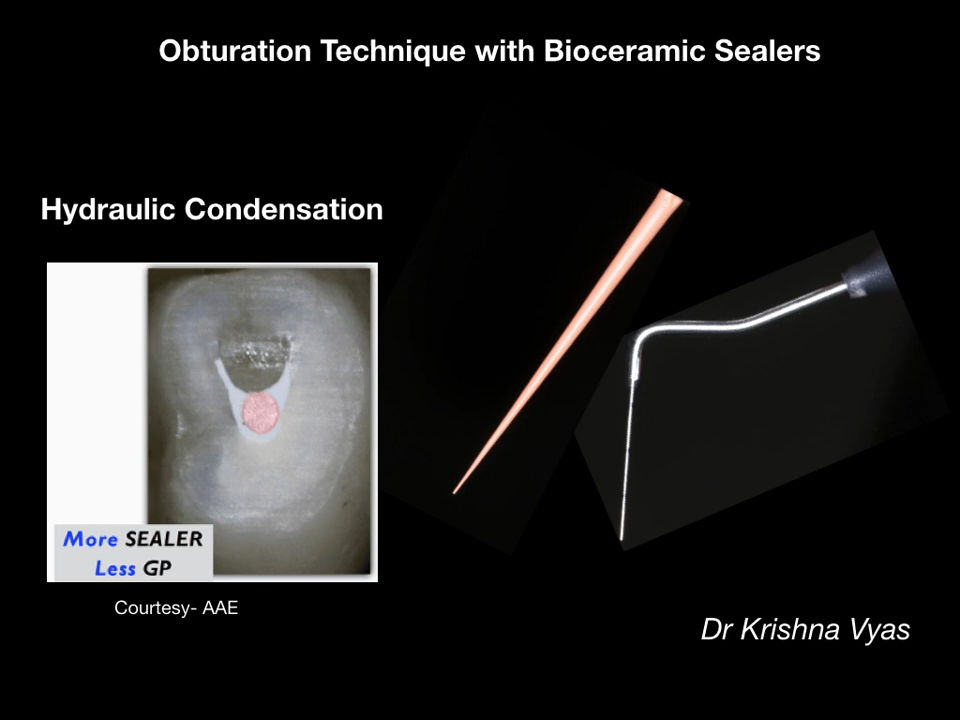 Obturation Technique with Bioceramic Sealers
Hydraulic Condensation
More SEALER
Less GP
Courtesy- AAE
Dr Krishna Vyas